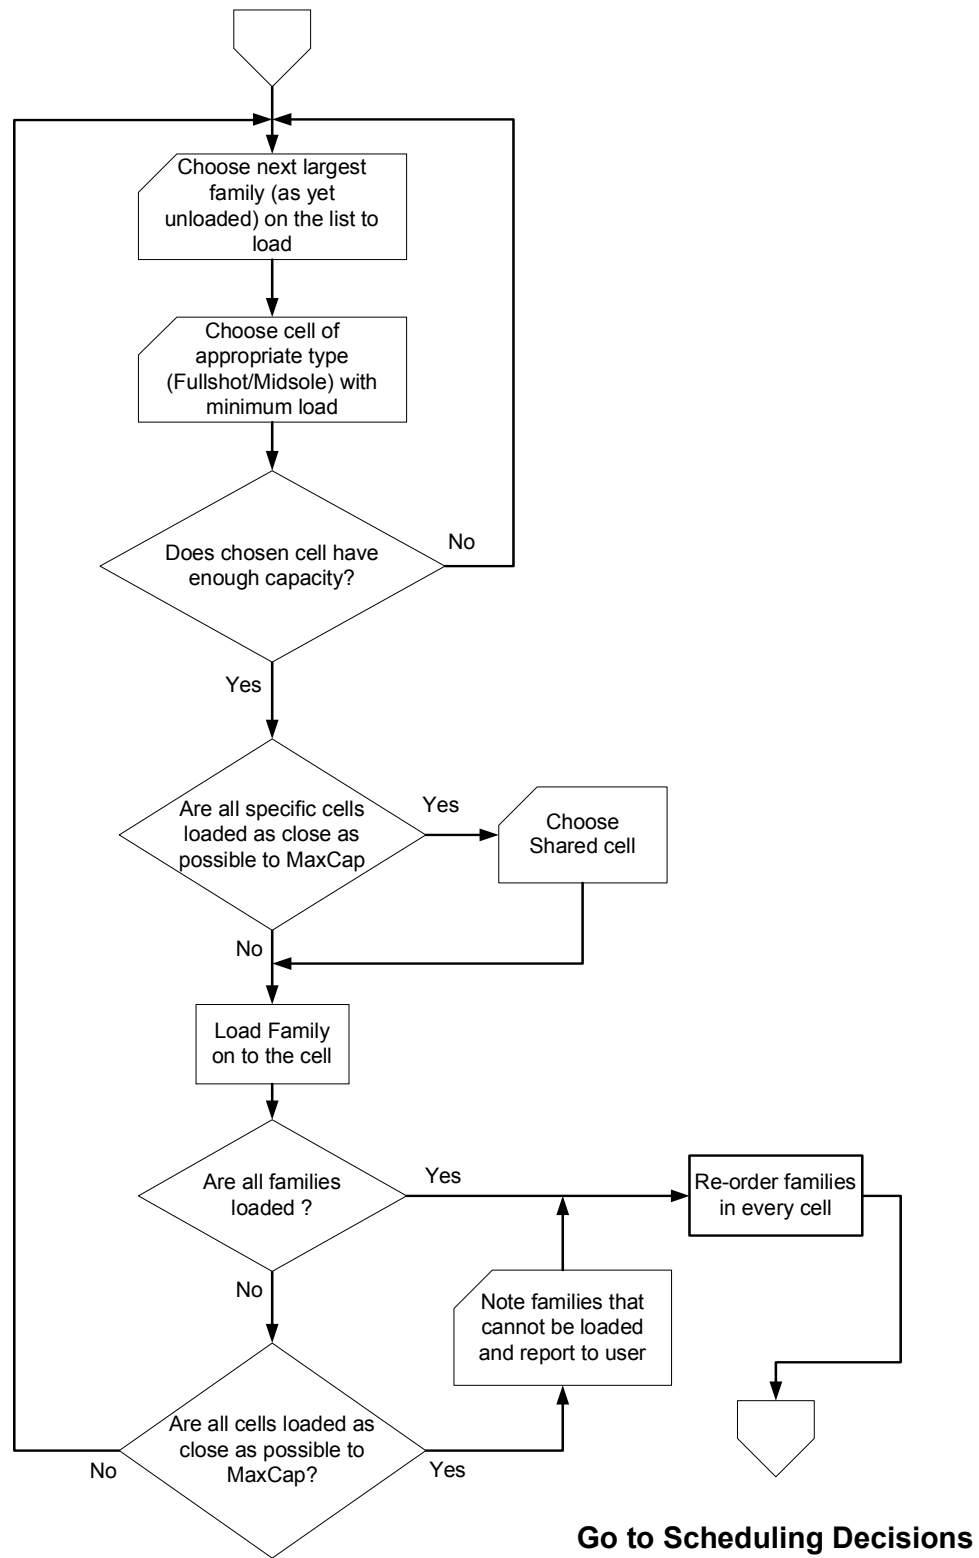 Choose next largest
family (as yet
unloaded) on the list to
load
Choose cell of
appropriate type
(Fullshot/Midsole) with
minimum load
Does chosen cell have
enough capacity?
No
Yes
Are all specific cells
loaded as close as
possible to MaxCap
Yes
Choose
Shared cell
No
Load Family
on to the cell
Are all families
loaded ?
Yes
Re-order families
in every cell
No
Note families that
cannot be loaded
and report to user
Are all cells loaded as
close as possible to
MaxCap?
No
Yes
Go to Scheduling Decisions